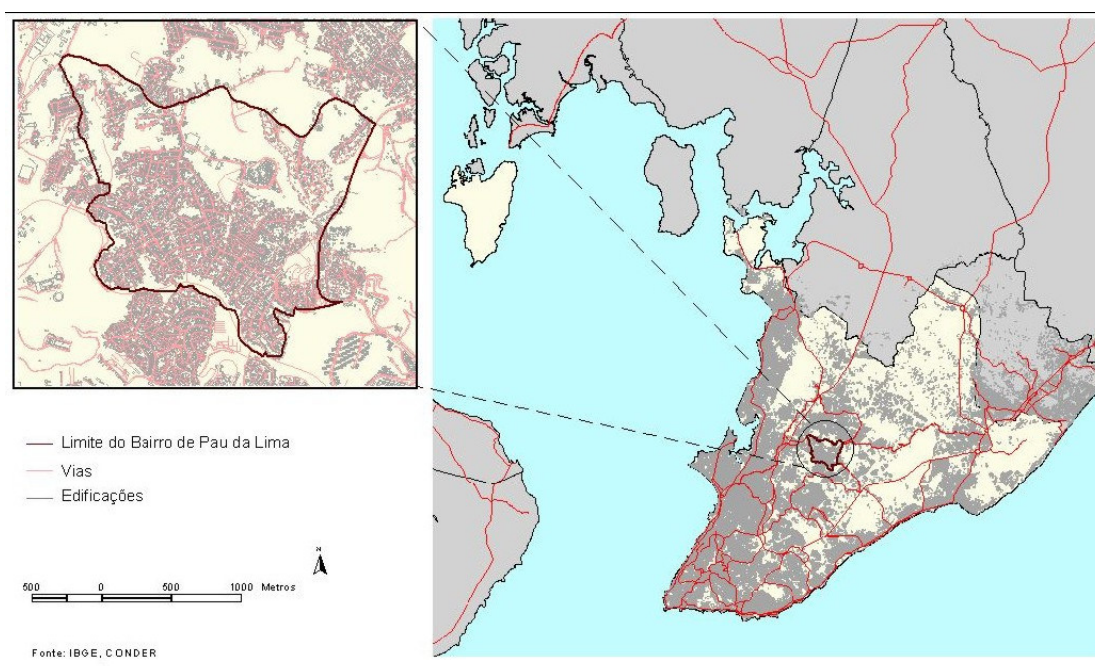 Limite do Bairro de Pau da Lima
Vias
Edificações
N
500 0 500 1000 Metros
Fonte: IBGE, CONDER